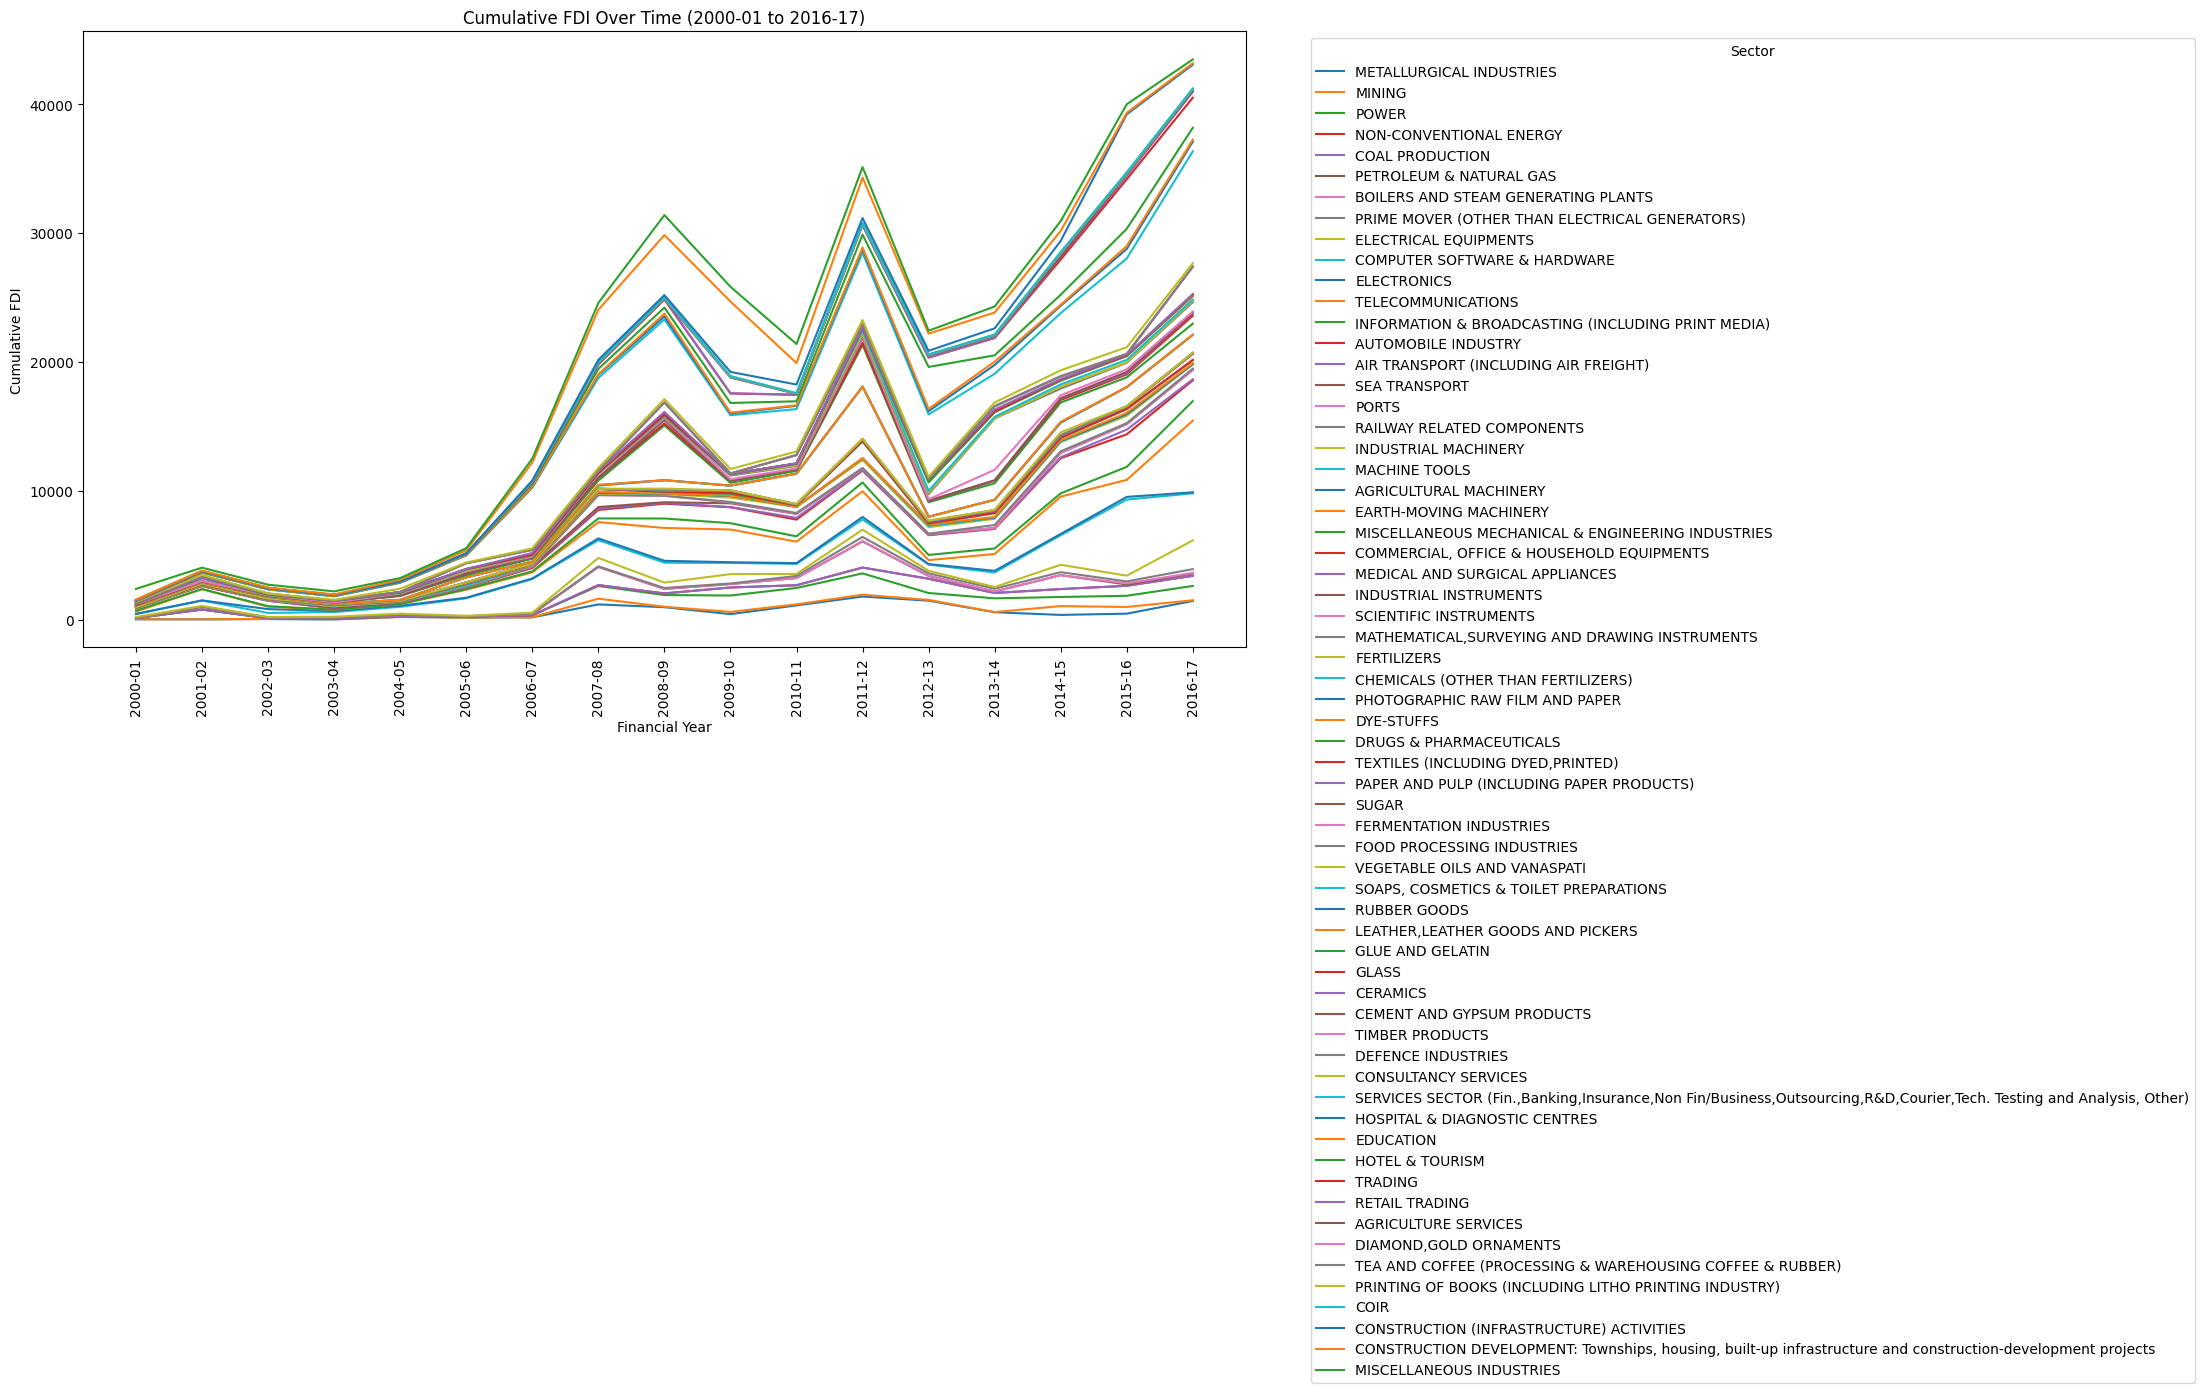 Cumulative FDI Over Time (2000-01 to 2016-17)
Cumulative FDI
40000
30000
20000
10000
0
2000-01
2001-02
2002-03
2003-04
2004-05
2005-06
2006-07
2007-08
2008-09
2009-10
2010-11
2011-12
2012-13
2013-14
2014-15
2015-16
2016-17
Financial Year
Sector
METALLURGICAL INDUSTRIES
MINING
POWER
NON-CONVENTIONAL ENERGY
COAL PRODUCTION
PETROLEUM & NATURAL GAS
BOILERS AND STEAM GENERATING PLANTS
PRIME MOVER (OTHER THAN ELECTRICAL GENERATORS)
ELECTRICAL EQUIPMENTS
COMPUTER SOFTWARE & HARDWARE
ELECTRONICS
TELECOMMUNICATIONS
INFORMATION & BROADCASTING (INCLUDING PRINT MEDIA)
AUTOMOBILE INDUSTRY
AIR TRANSPORT (INCLUDING AIR FREIGHT)
SEA TRANSPORT
PORTS
RAILWAY RELATED COMPONENTS
INDUSTRIAL MACHINERY
MACHINE TOOLS
AGRICULTURAL MACHINERY
EARTH-MOVING MACHINERY
MISCELLANEOUS MECHANICAL & ENGINEERING INDUSTRIES
COMMERCIAL, OFFICE & HOUSEHOLD EQUIPMENTS
MEDICAL AND SURGICAL APPLIANCES
INDUSTRIAL INSTRUMENTS
SCIENTIFIC INSTRUMENTS
MATHEMATICAL,SURVEYING AND DRAWING INSTRUMENTS
FERTILIZERS
CHEMICALS (OTHER THAN FERTILIZERS)
PHOTOGRAPHIC RAW FILM AND PAPER
DYE-STUFFS
DRUGS & PHARMACEUTICALS
TEXTILES (INCLUDING DYED,PRINTED)
PAPER AND PULP (INCLUDING PAPER PRODUCTS)
SUGAR
FERMENTATION INDUSTRIES
FOOD PROCESSING INDUSTRIES
VEGETABLE OILS AND VANASPATI
SOAPS, COSMETICS & TOILET PREPARATIONS
RUBBER GOODS
LEATHER,LEATHER GOODS AND PICKERS
GLUE AND GELATIN
GLASS
CERAMICS
CEMENT AND GYPSUM PRODUCTS
TIMBER PRODUCTS
DEFENCE INDUSTRIES
CONSULTANCY SERVICES
SERVICES SECTOR (Fin.,Banking,Insurance,Non Fin/Business,Outsourcing,R&D,Courier,Tech. Testing and Analysis, Other)
HOSPITAL & DIAGNOSTIC CENTRES
EDUCATION
HOTEL & TOURISM
TRADING
RETAIL TRADING
AGRICULTURE SERVICES
DIAMOND,GOLD ORNAMENTS
TEA AND COFFEE (PROCESSING & WAREHOUSING COFFEE & RUBBER)
PRINTING OF BOOKS (INCLUDING LITHO PRINTING INDUSTRY)
COIR
CONSTRUCTION (INFRASTRUCTURE) ACTIVITIES
CONSTRUCTION DEVELOPMENT: Townships, housing, built-up infrastructure and construction-development projects
MISCELLANEOUS INDUSTRIES